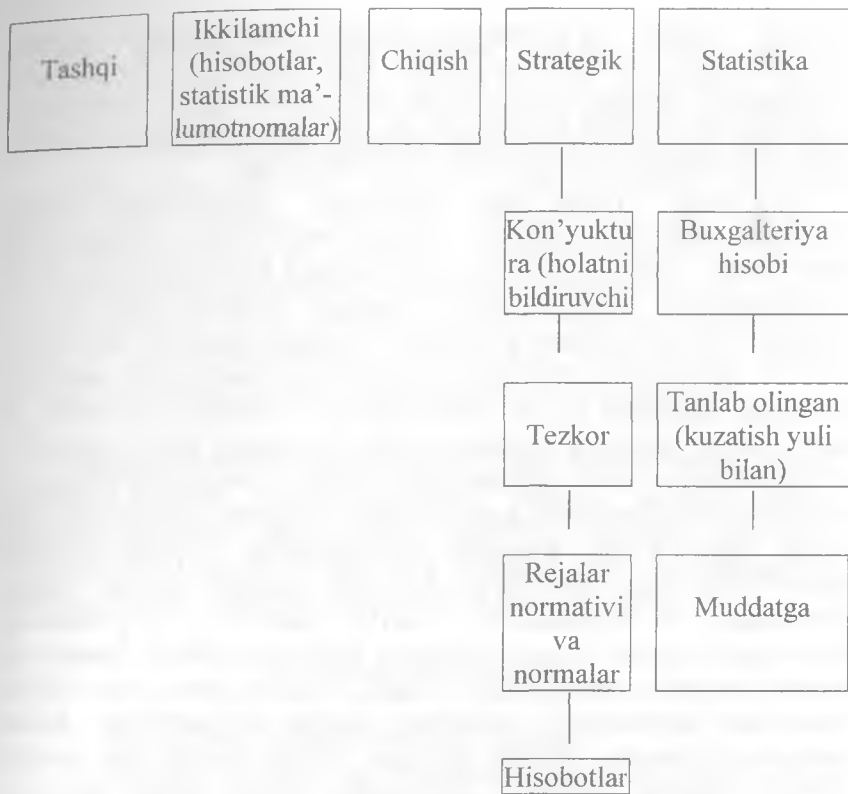 Tashqi
Ikkilamchi
(hisobotlar,
statistik ma’-
lumotnomalar)
Chiqish
Strategik
Statistika
Kon’yuktu
ra (holatni
bildiruvchi
Buxgalteriya
hisobi
Tezkor
Tanlab olingan
(kuzatish yuli
bilan)
Rejalar
normativi
va
normalar
Muddatga
Hisobotlar